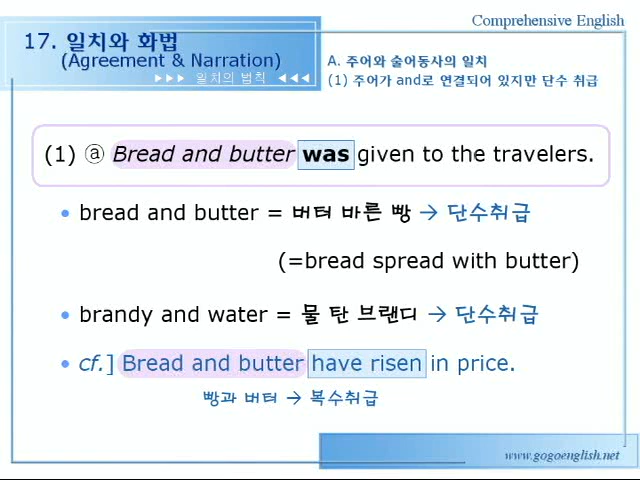 Comprehensive English
17. 일치와 화법
(Agreement & Narration)
▶▶▶ 일치의 법칙 ◀◀◀
A. 주어와 술어동사의 일치
(1) 주어가 and로 연결되어 있지만 단수 취급
(1) ⓐ Bread and butter was given to the travelers.
• bread and butter = 버터 바른 빵 → 단수취급
(=bread spread with butter)
• brandy and water = 물 탄 브랜디 → 단수취급
• cf.] Bread and butter have risen in price.
빵과 버터 → 복수취급
www.gogoenglish.net